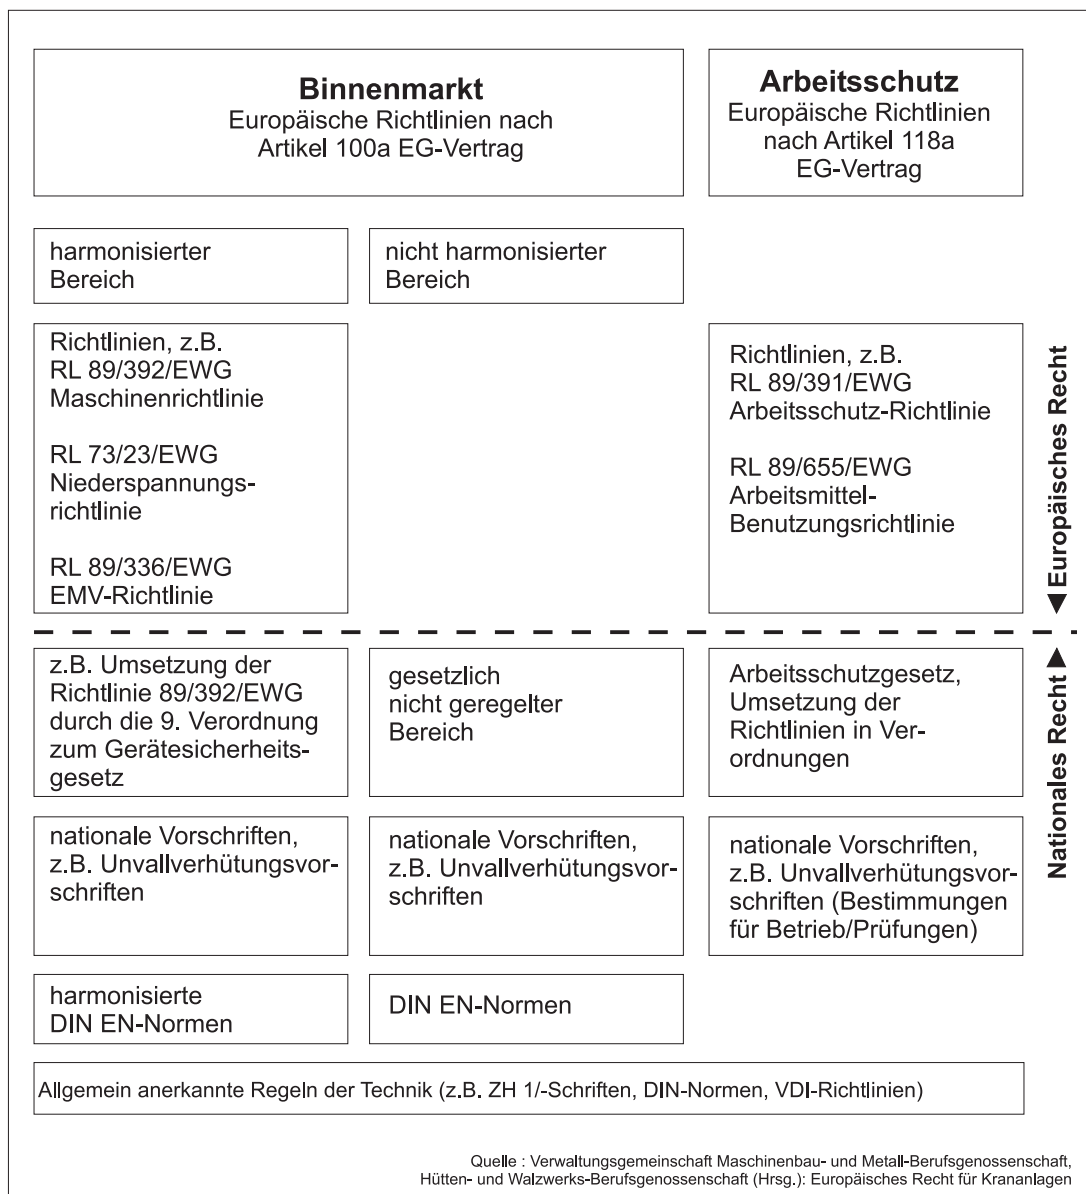 Binnenmarkt
Europäische Richtlinien nach
Artikel 100a EG-Vertrag
Arbeitsschutz
Europäische Richtlinien
nach Artikel 118a
EG-Vertrag
harmonisierter
Bereich
nicht harmonisierter
Bereich
Richtlinien, z.B.
RL 89/392/EWG
Maschinenrichtlinie
RL 73/23/EWG
Niederspannungs-
richtlinie
RL 89/336/EWG
EMV-Richtlinie
Richtlinien, z.B.
RL 89/391/EWG
Arbeitsschutz-Richtlinie
RL 89/655/EWG
Arbeitsmittel-
Benutzungsrichtlinie
◄ Europäisches Recht
z.B. Umsetzung der
Richtlinie 89/392/EWG
durch die 9. Verordnung
zum Gerätesicherheits-
gesetz
gesetzlich
nicht geregelter
Bereich
Arbeitsschutzgesetz,
Umsetzung der
Richtlinien in Ver-
ordnungen
Nationales Recht ►
nationale Vorschriften,
z.B. Unvallverhütungsvor-
schriften
nationale Vorschriften,
z.B. Unvallverhütungsvor-
schriften
nationale Vorschriften,
z.B. Unvallverhütungsvor-
schriften (Bestimmungen
für Betrieb/Prüfungen)
harmonisierte
DIN EN-Normen
DIN EN-Normen
Allgemein anerkannte Regeln der Technik (z.B. ZH 1/-Schriften, DIN-Normen, VDI-Richtlinien)
Quelle : Verwaltungsgemeinschaft Maschinenbau- und Metall-Berufsgenossenschaft,
Hütten- und Walzwerks-Berufsgenossenschaft (Hrsg.): Europäisches Recht für Krananlagen